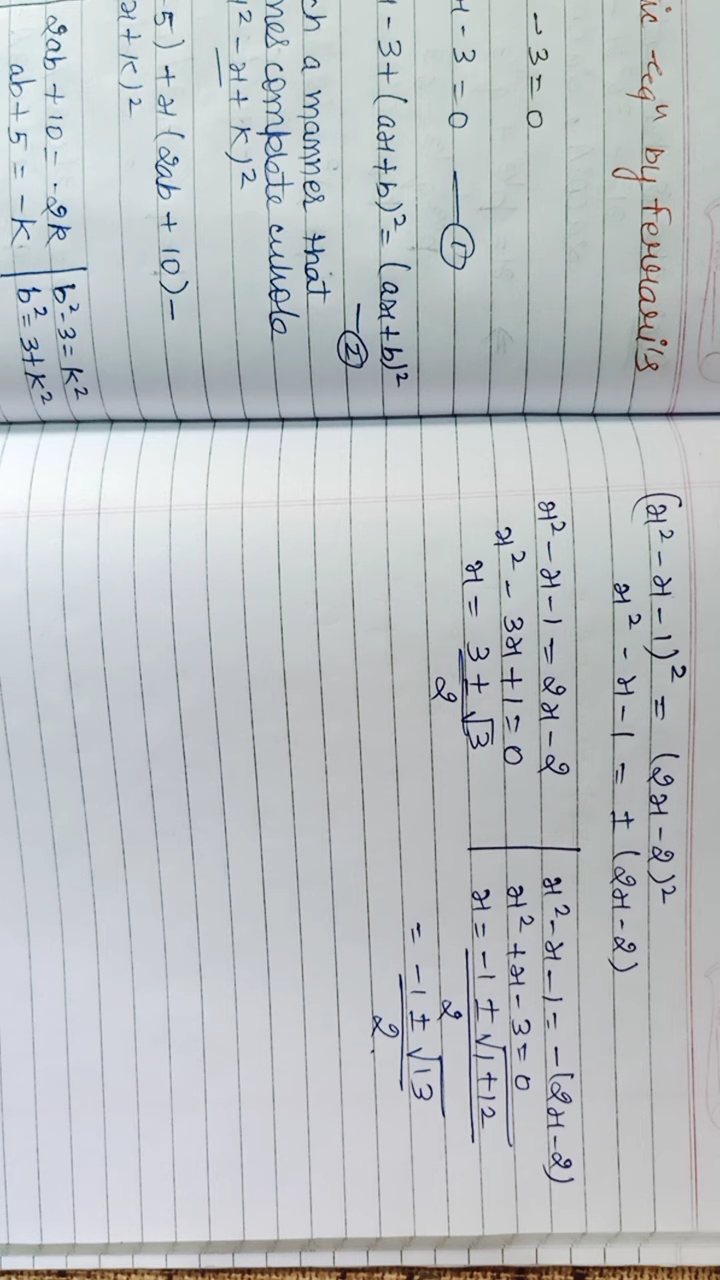 ic eqn by Ferrari's
- 3 = 0
x - 3 = 0 — ①
x - 3 + (ax+b)² = (ax+b)²
— ②
ch a manner that
nes complete whole
x² - x + k)²
-5) + x(2ab + 10) -
x + k)²
2ab + 10 = -2k | b² - 3 = k²
ab + 5 = -k | b² = 3 + k²
(x² - x - 1)² = (2x - 2)²
x² - x - 1 = ± (2x - 2)
x² - x - 1 = 2x - 2 | x² - x - 1 = -(2x - 2)
x² - 3x + 1 = 0 | x² + x - 3 = 0
x = 3 ± √3 / 2 | x = -1 ± √1 + 12 / 2
= -1 ± √13 / 2